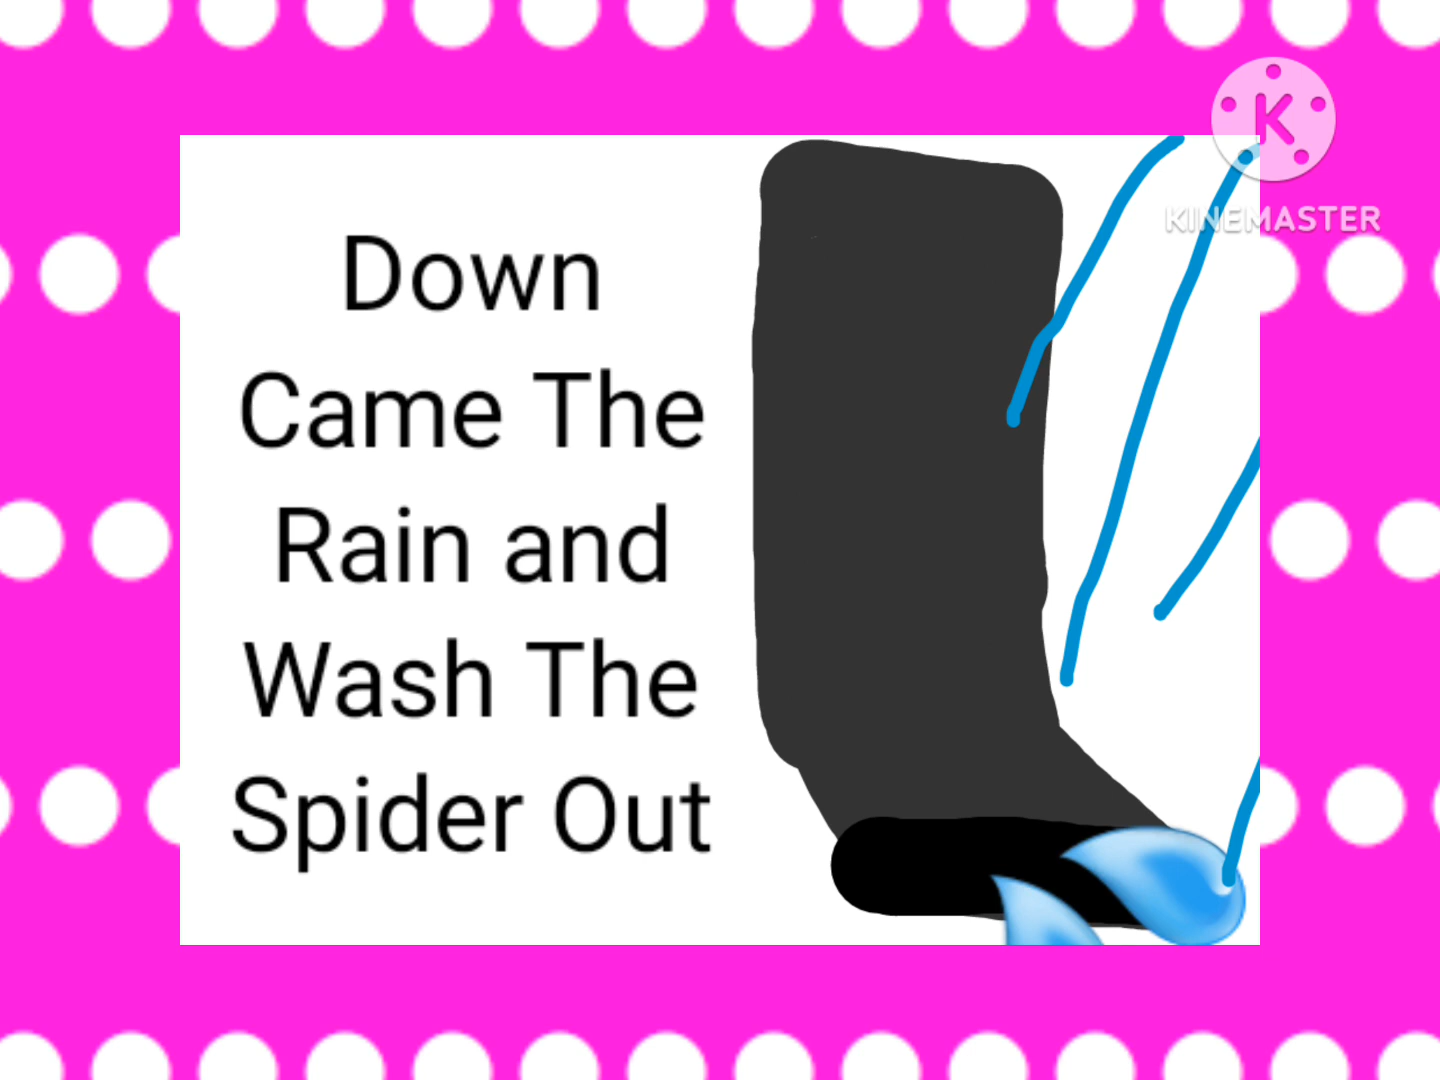 K
KINEMASTER
Down
Came The
Rain and
Wash The
Spider Out